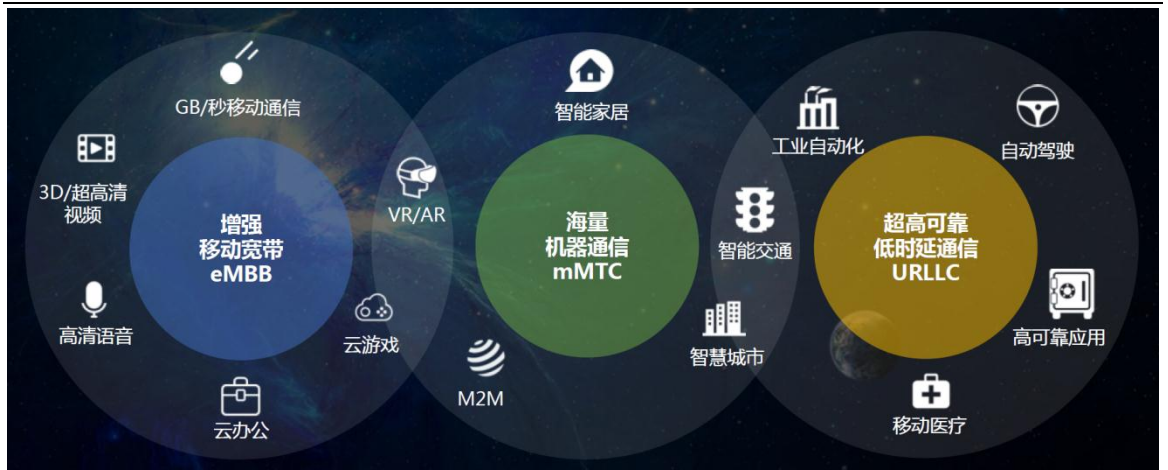 GB/秒移动通信
3D/超高清
视频
高清语音
云办公
增强
移动宽带
eMBB
VR/AR
云游戏
智能家居
海量
机器通信
mMTC
M2M
智慧城市
智能交通
工业自动化
自动驾驶
超高可靠
低时延通信
URLLC
高可靠应用
移动医疗